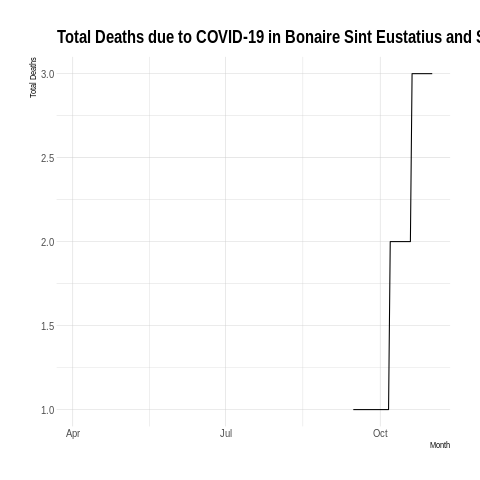 Total Deaths due to COVID-19 in Bonaire Sint Eustatius and S
Total Deaths
3.0
2.5
2.0
1.5
1.0
Apr Jul Oct
Month